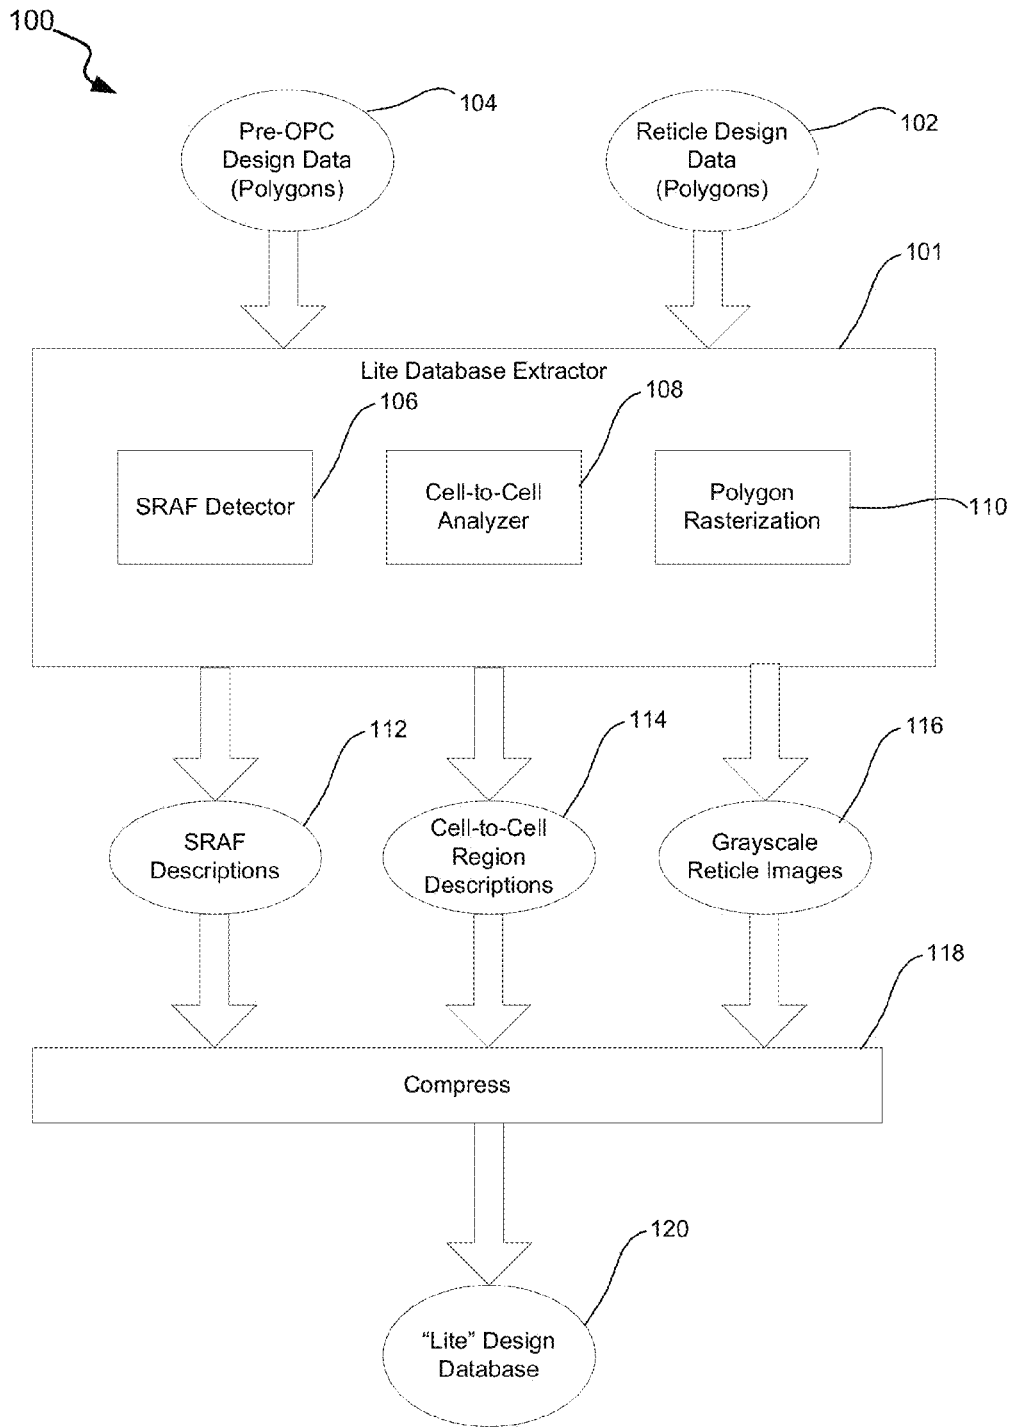 100
104
Pre-OPC
Design Data
(Polygons)
102
Reticle Design
Data
(Polygons)
101
Lite Database Extractor
106
108
SRAF Detector
Cell-to-Cell
Analyzer
Polygon
Rasterization
110
112
114
116
SRAF
Descriptions
Cell-to-Cell
Region
Descriptions
Grayscale
Reticle Images
118
Compress
120
“Lite” Design
Database